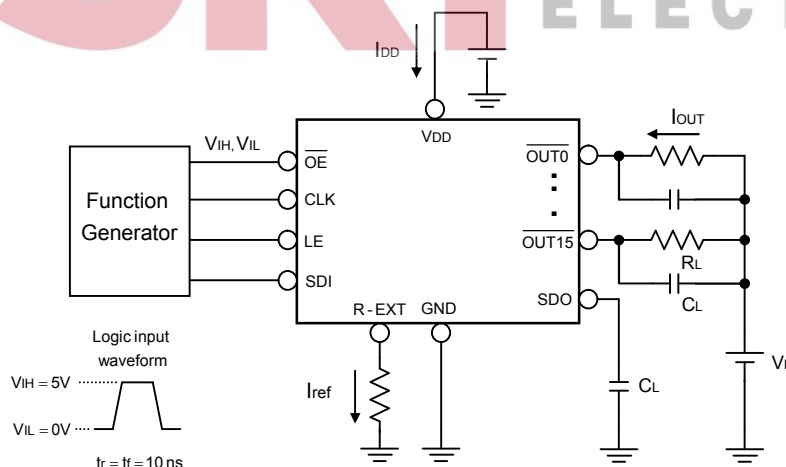 ELEC
IDD
VDD
VIH, VIL
Function
Generator
OE
CLK
LE
SDI
OUT0
IOUT
OUT15
RL
CL
SDO
R-EXT GND
CL
Iref
Logic input
waveform
VIH = 5V
VIL = 0V
tr = tf = 10 ns